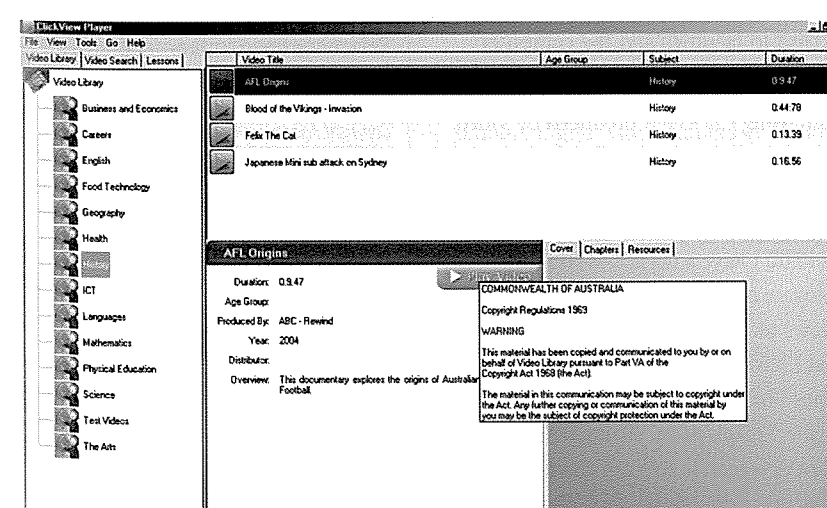 ClickView Player
File View Tools Go Help
Video Library Video Search Lessons
Video Title Age Group Subject Duration
Video Library
Business and Economics
Careers
English
Food Technology
Geography
Health
History
ICT
Languages
Mathematics
Physical Education
Science
Test Videos
The Arts
AFL Origins History 0.9.47
Blood of the Vikings - Invasion History 0.44.78
Felix The Cat History 0.13.39
Japanese Mini sub attack on Sydney History 0.16.56
AFL Origins
Play Video
Duration: 0.9.47
Age Group:
Produced By: ABC - Rewind
Year: 2004
Distributor:
Overview: This documentary explores the origins of Australian
Football.
Cover Chapters Resources
COMMONWEALTH OF AUSTRALIA
Copyright Regulations 1969
WARNING
This material has been copied and communicated to you by or on
behalf of Video Library pursuant to Part VA of the
Copyright Act 1968 (the Act).
The material in this communication may be subject to copyright under
the Act. Any further copying or communication of this material by
you may be the subject of copyright protection under the Act.